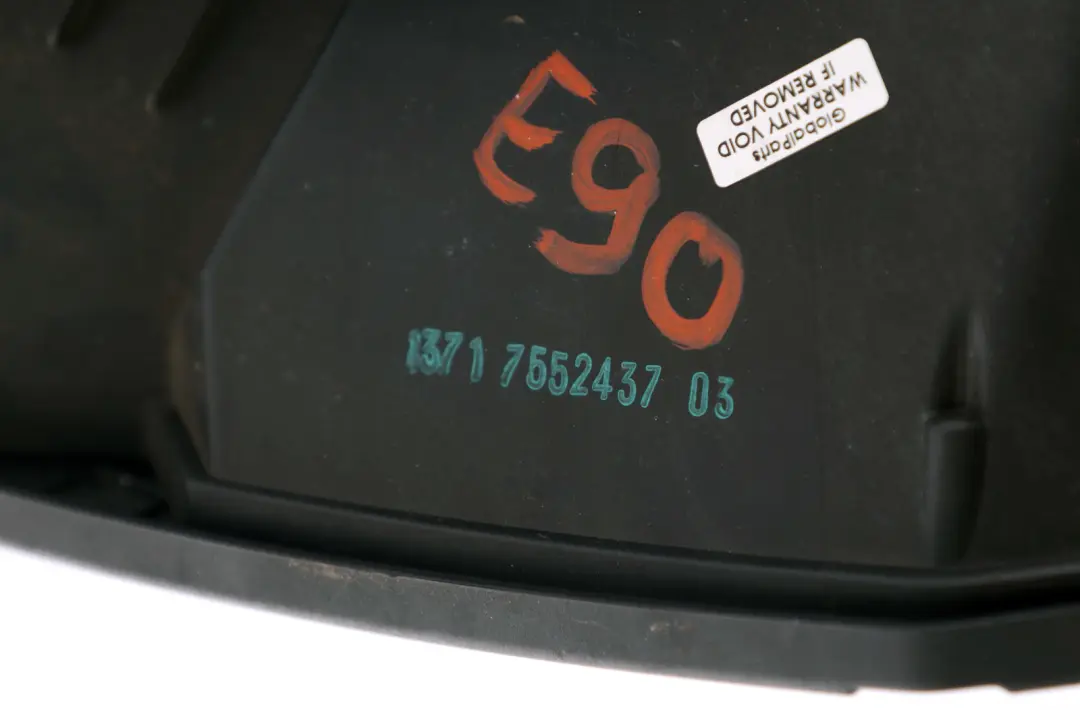 E90
GlobalParts
WARRANTY VOID
IF REMOVED
1371 7552437 03